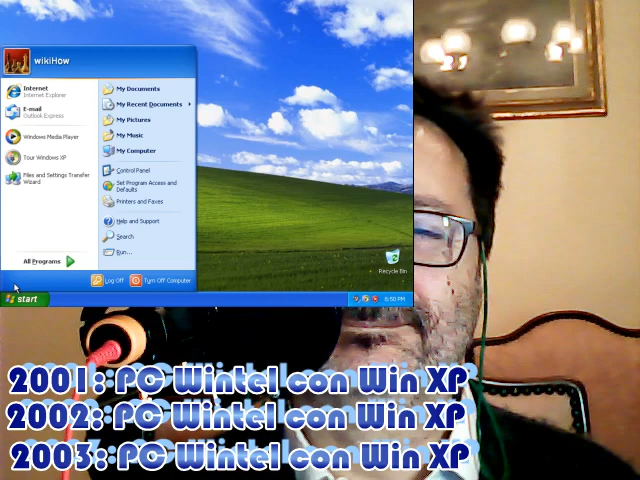 wikiHow
Internet
Internet Explorer
E-mail
Outlook Express
Windows Media Player
Tour Windows XP
Files and Settings Transfer
Wizard
All Programs
My Documents
My Recent Documents
My Pictures
My Music
My Computer
Control Panel
Set Program Access and
Defaults
Printers and Faxes
Help and Support
Search
Run...
Log Off
Turn Off Computer
Recycle Bin
start
6:50 PM
2001: PC Wintel con Win XP
2002: PC Wintel con Win XP
2003: PC Wintel con Win XP